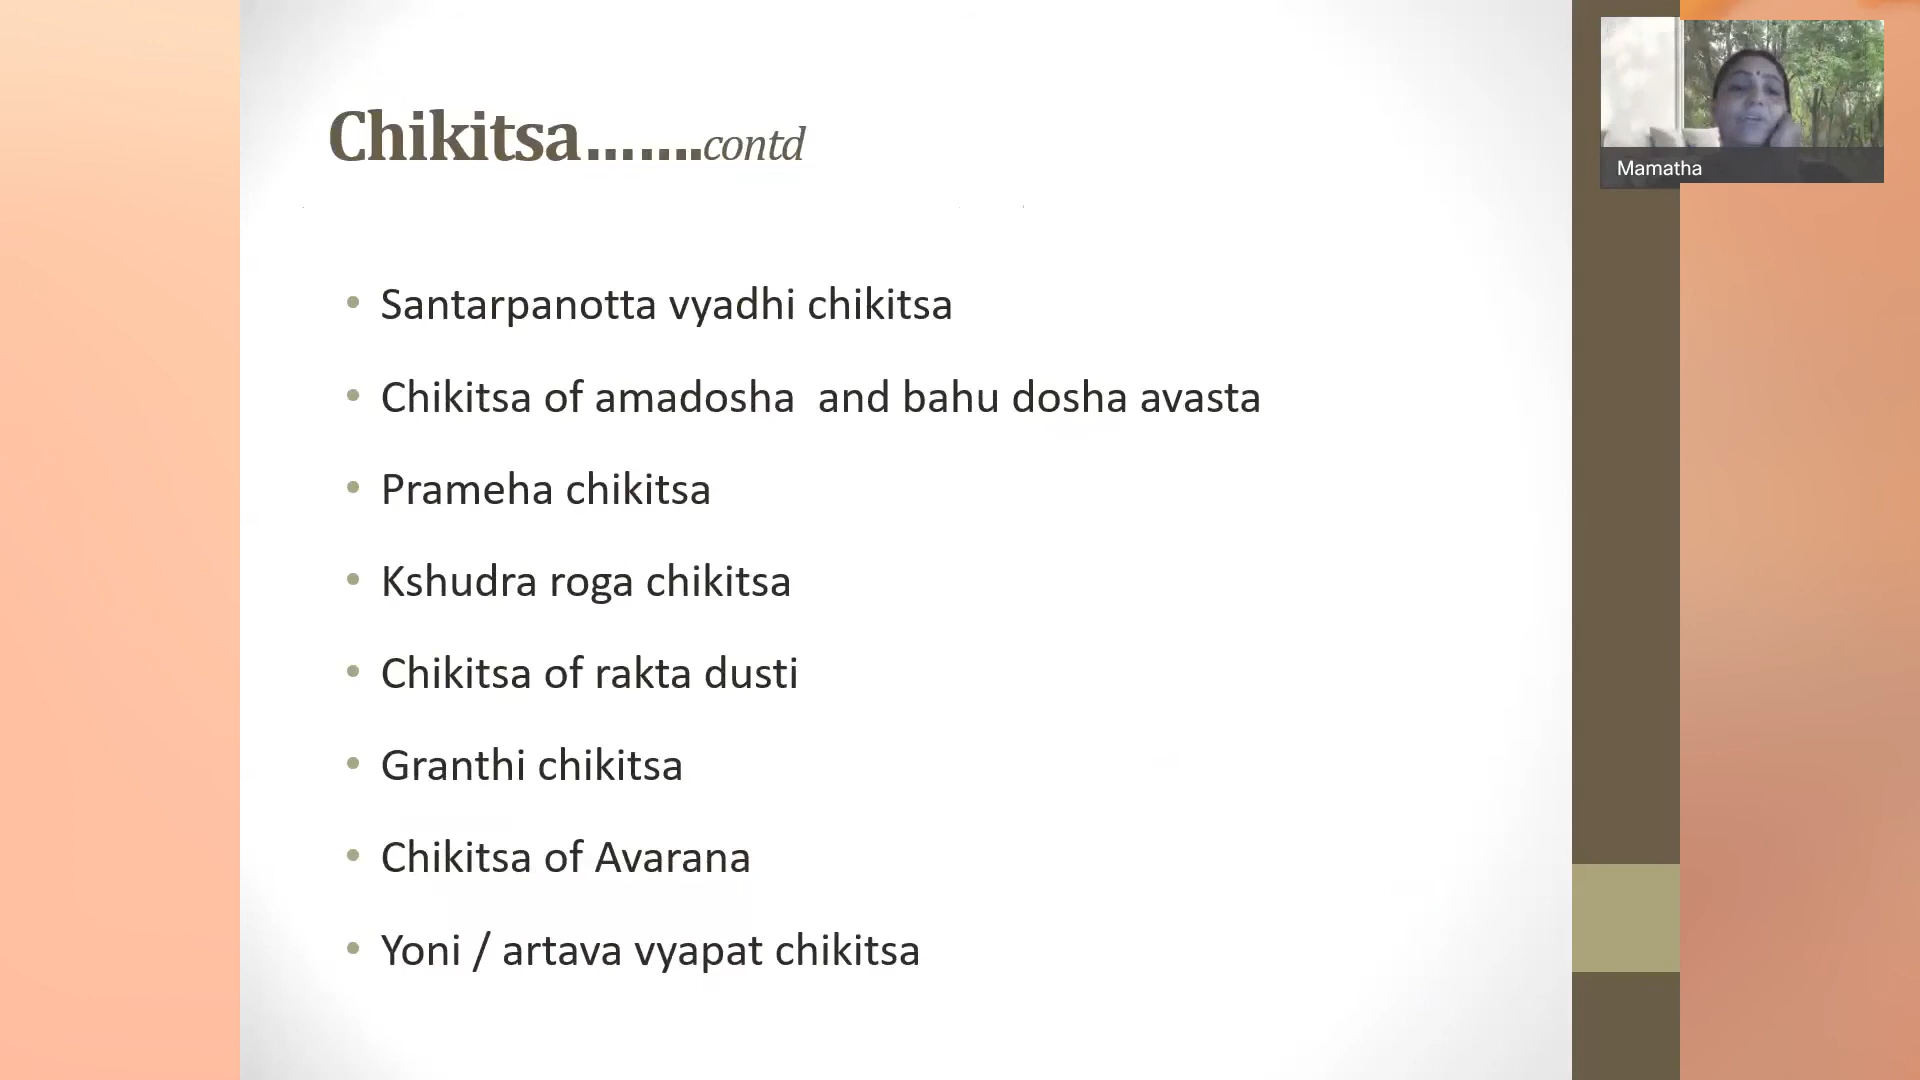 Chikitsa.......contd
Mamatha
• Santarpanotta vyadhi chikitsa
• Chikitsa of amadosha  and bahu dosha avasta
• Prameha chikitsa
• Kshudra roga chikitsa
• Chikitsa of rakta dusti
• Granthi chikitsa
• Chikitsa of Avarana
• Yoni / artava vyapat chikitsa